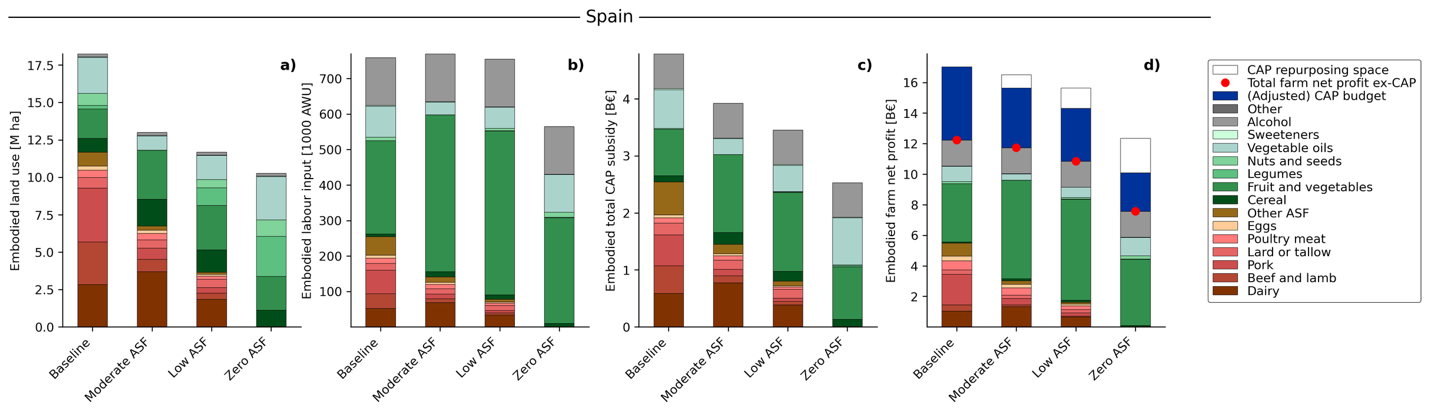 Spain
a)
Embodied land use [M ha]
17.5
15.0
12.5
10.0
7.5
5.0
2.5
0.0
Baseline
Moderate ASF
Low ASF
Zero ASF
b)
Embodied labour input [1000 AWU]
700
600
500
400
300
200
100
Baseline
Moderate ASF
Low ASF
Zero ASF
c)
Embodied total CAP subsidy [B€]
4
3
2
1
0
Baseline
Moderate ASF
Low ASF
Zero ASF
d)
Embodied farm net profit [B€]
16
14
12
10
8
6
4
2
Baseline
Moderate ASF
Low ASF
Zero ASF
CAP repurposing space
Total farm net profit ex-CAP
(Adjusted) CAP budget
Other
Alcohol
Sweeteners
Vegetable oils
Nuts and seeds
Legumes
Fruit and vegetables
Cereal
Other ASF
Eggs
Poultry meat
Lard or tallow
Pork
Beef and lamb
Dairy